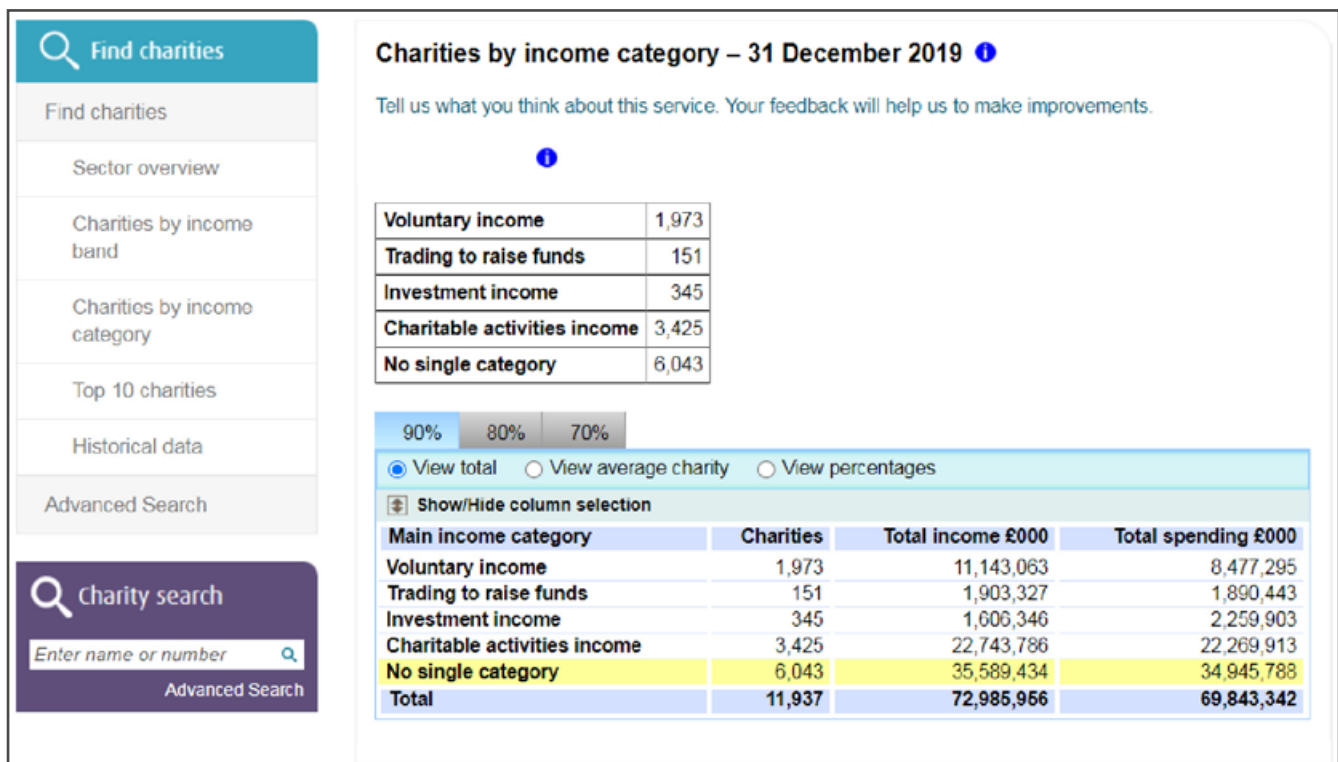 Find charities
Find charities
Sector overview
Charities by income
band
Charities by income
category
Top 10 charities
Historical data
Advanced Search
Charity search
Enter name or number
Advanced Search
Charities by income category – 31 December 2019
Tell us what you think about this service. Your feedback will help us to make improvements.
Voluntary income 1,973
Trading to raise funds 151
Investment income 345
Charitable activities income 3,425
No single category 6,043
90% 80% 70%
View total View average charity View percentages
Show/Hide column selection
Main income category Charities Total income £000 Total spending £000
Voluntary income 1,973 11,143,063 8,477,295
Trading to raise funds 151 1,903,327 1,890,443
Investment income 345 1,606,346 2,259,903
Charitable activities income 3,425 22,743,786 22,269,913
No single category 6,043 35,589,434 34,945,788
Total 11,937 72,985,956 69,843,342